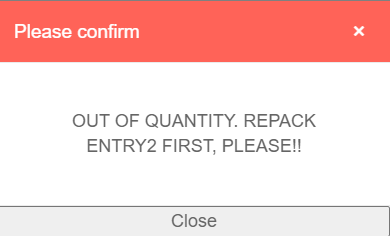 Please confirm ×
OUT OF QUANTITY. REPACK
ENTRY2 FIRST, PLEASE!!
Close